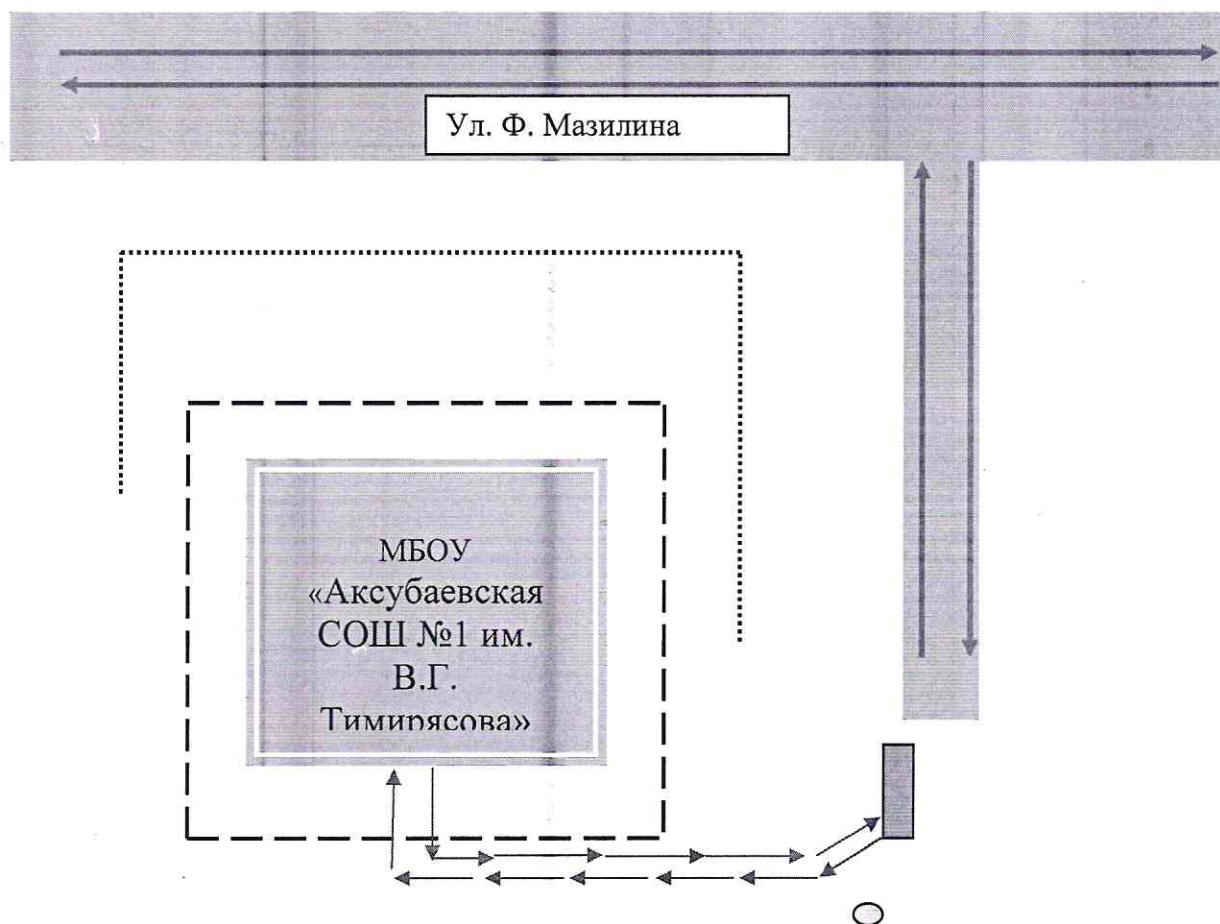 Ул. Ф. Мазилина
МБОУ
«Аксубаевская
СОШ №1 им.
В.Г.
Тимирясова»